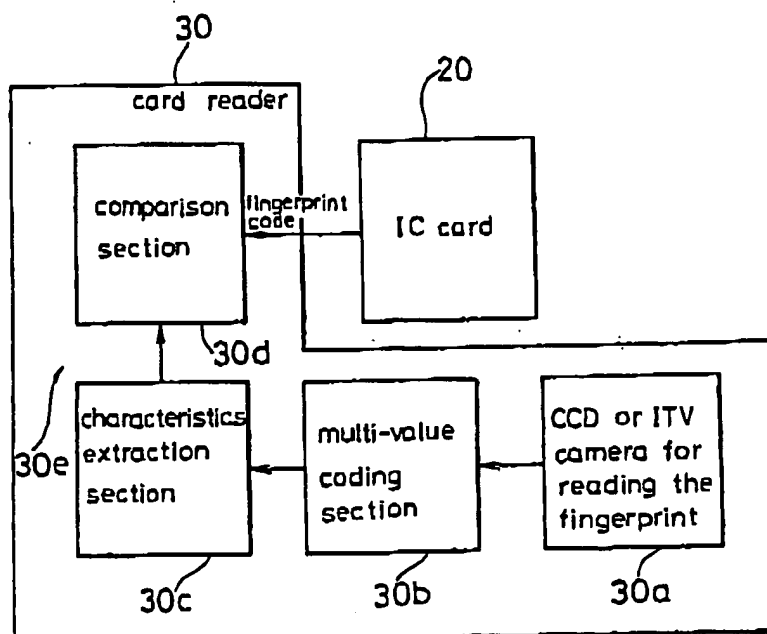 30
card reader
20
comparison
section
fingerprint
code
IC card
30d
30e
characteristics
extraction
section
multi-value
coding
section
CCD or ITV
camera for
reading the
fingerprint
30c
30b
30a